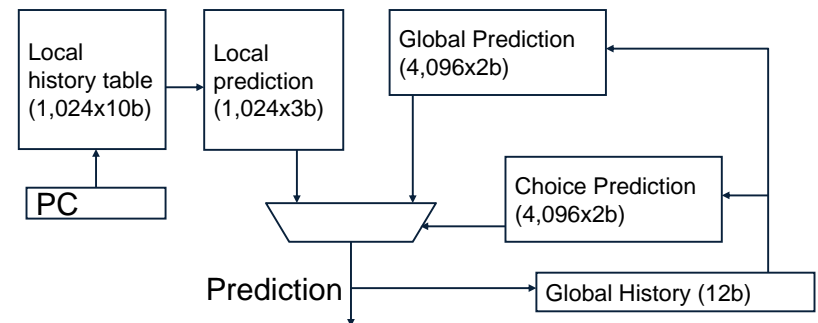 Local
history table
(1,024x10b)
Local
prediction
(1,024x3b)
Global Prediction
(4,096x2b)
PC
Choice Prediction
(4,096x2b)
Prediction
Global History (12b)